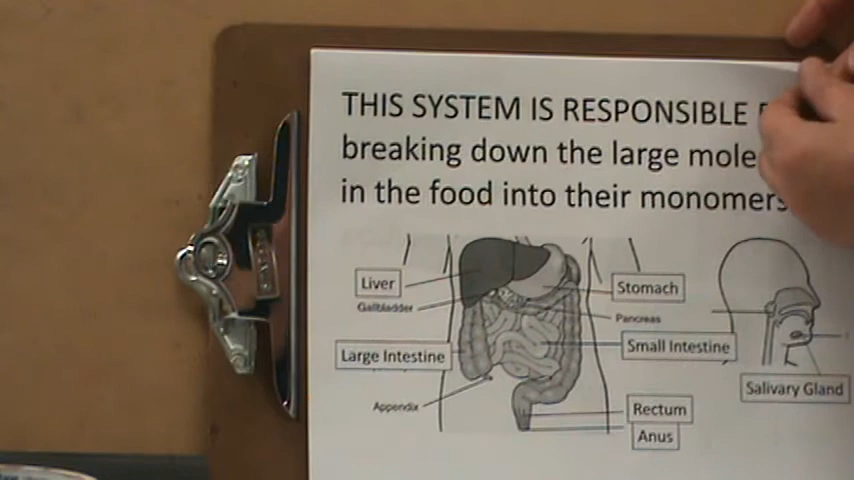 THIS SYSTEM IS RESPONSIBLE
breaking down the large mole
in the food into their monomers
Liver
Gallbladder
Large Intestine
Appendix
Stomach
Pancreas
Small Intestine
Rectum
Anus
Salivary Gland